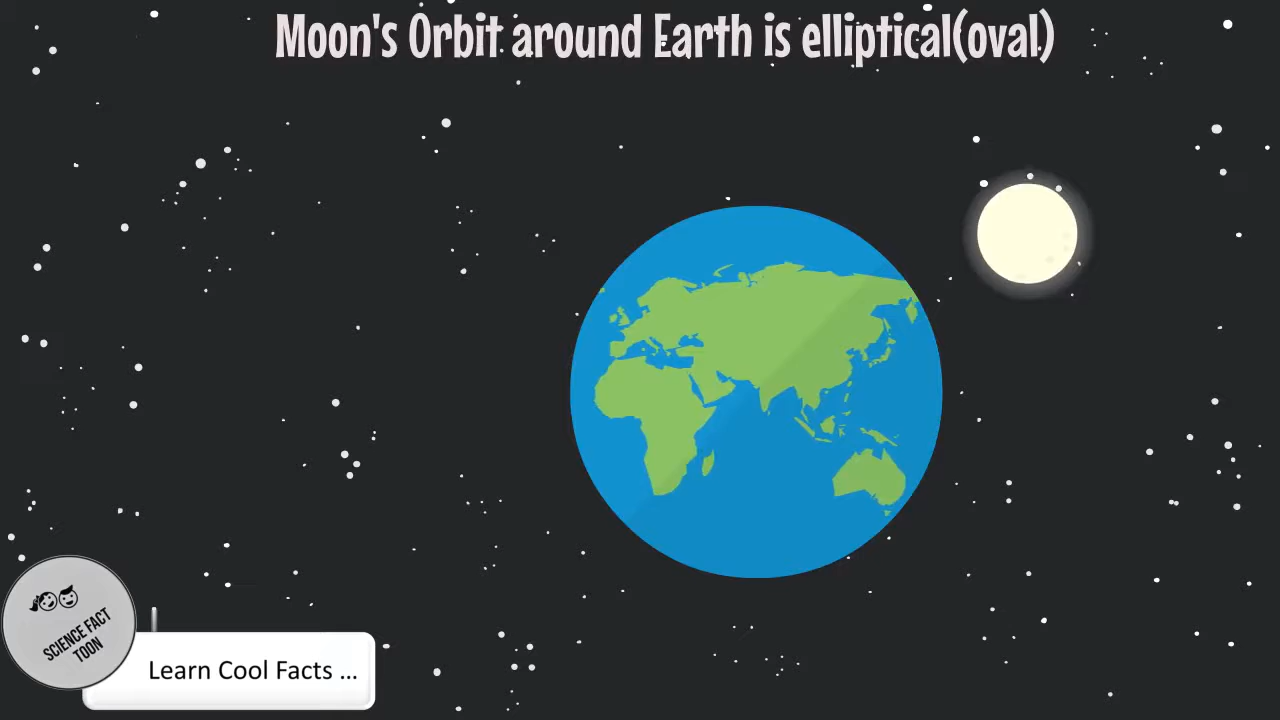 Moon's Orbit around Earth is elliptical(oval)
SCIENCE FACT
TOON
Learn Cool Facts ...